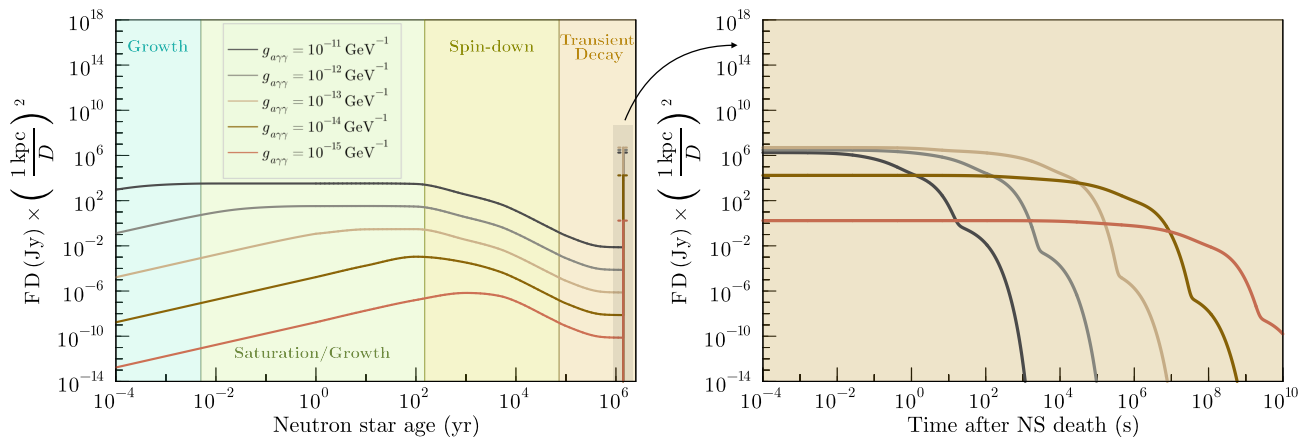 10^18
10^14
10^10
10^6
10^2
10^−2
10^−6
10^−10
10^−14
FD (Jy) × (1 kpc / D)^2
Growth
g_aγγ = 10^−11 GeV^−1
g_aγγ = 10^−12 GeV^−1
g_aγγ = 10^−13 GeV^−1
g_aγγ = 10^−14 GeV^−1
g_aγγ = 10^−15 GeV^−1
Saturation/Growth
Spin-down
Transient
Decay
10^−4
10^−2
10^0
10^2
10^4
10^6
Neutron star age (yr)
10^18
10^14
10^10
10^6
10^2
10^−2
10^−6
10^−10
10^−14
FD (Jy) × (1 kpc / D)^2
10^−4
10^−2
10^0
10^2
10^4
10^6
10^8
10^10
Time after NS death (s)